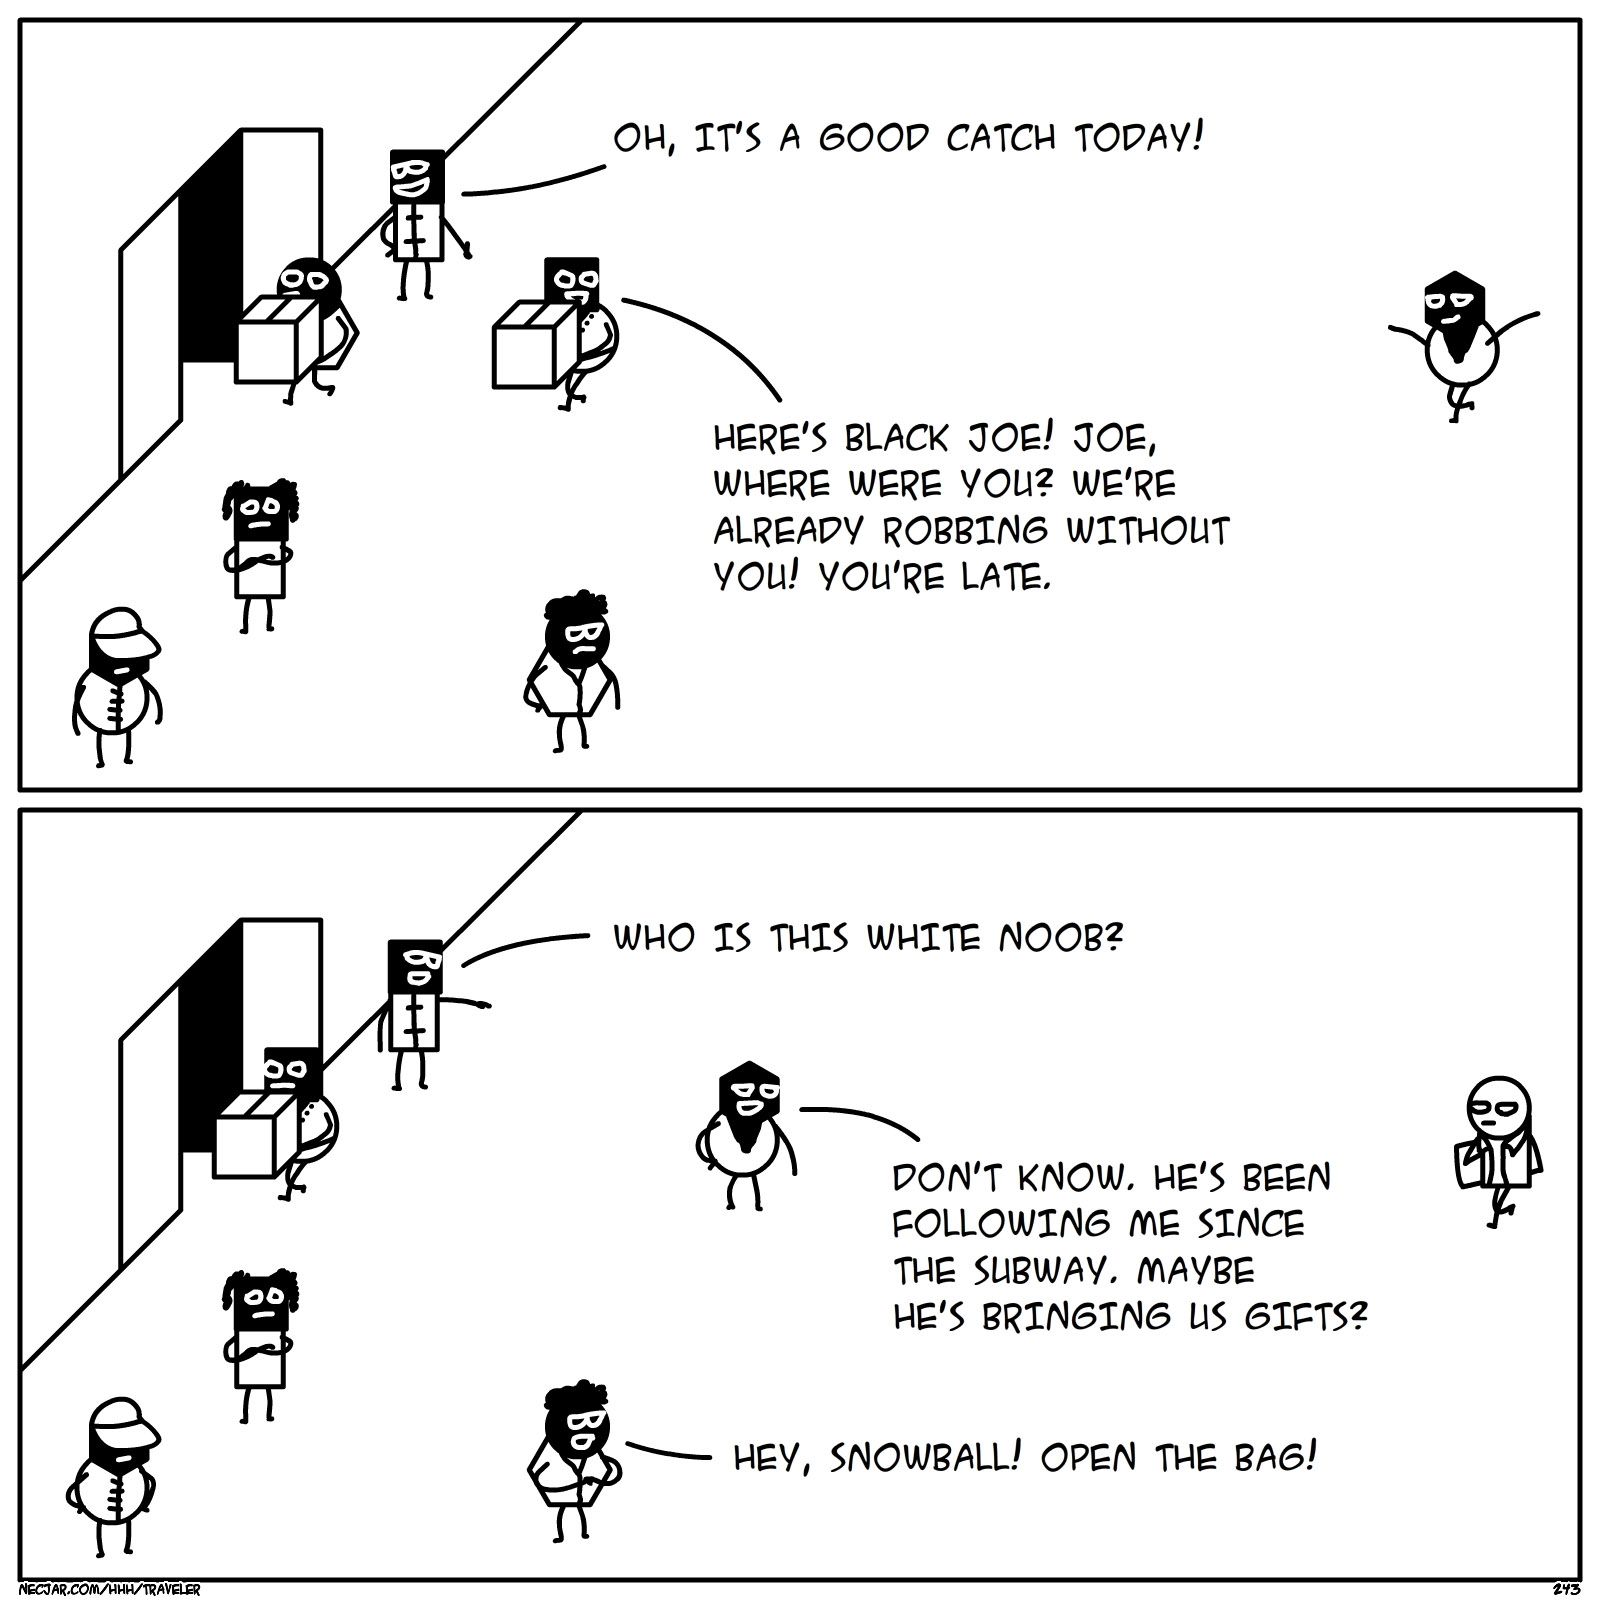 OH, IT'S A GOOD CATCH TODAY!
HERE'S BLACK JOE! JOE,
WHERE WERE YOU? WE'RE
ALREADY ROBBING WITHOUT
YOU! YOU'RE LATE.
WHO IS THIS WHITE NOOB?
DON'T KNOW. HE'S BEEN
FOLLOWING ME SINCE
THE SUBWAY. MAYBE
HE'S BRINGING US GIFTS?
HEY, SNOWBALL! OPEN THE BAG!
NECJAR.COM/HHH/TRAVELER
243